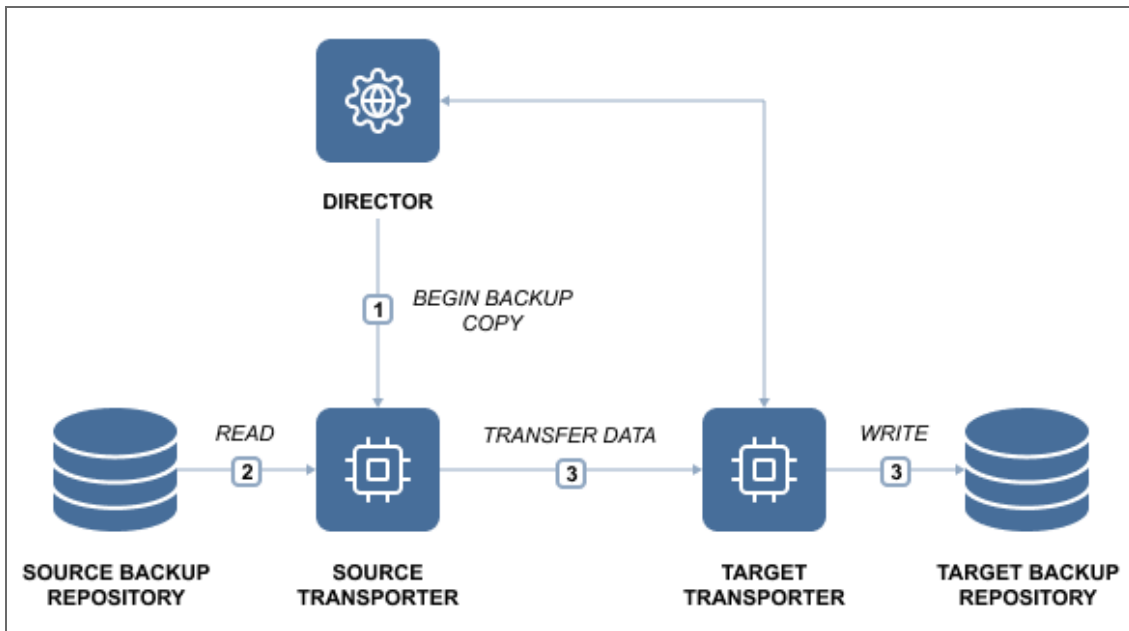 DIRECTOR
1
BEGIN BACKUP
COPY
READ
2
TRANSFER DATA
3
WRITE
3
SOURCE BACKUP
REPOSITORY
SOURCE
TRANSPORTER
TARGET
TRANSPORTER
TARGET BACKUP
REPOSITORY